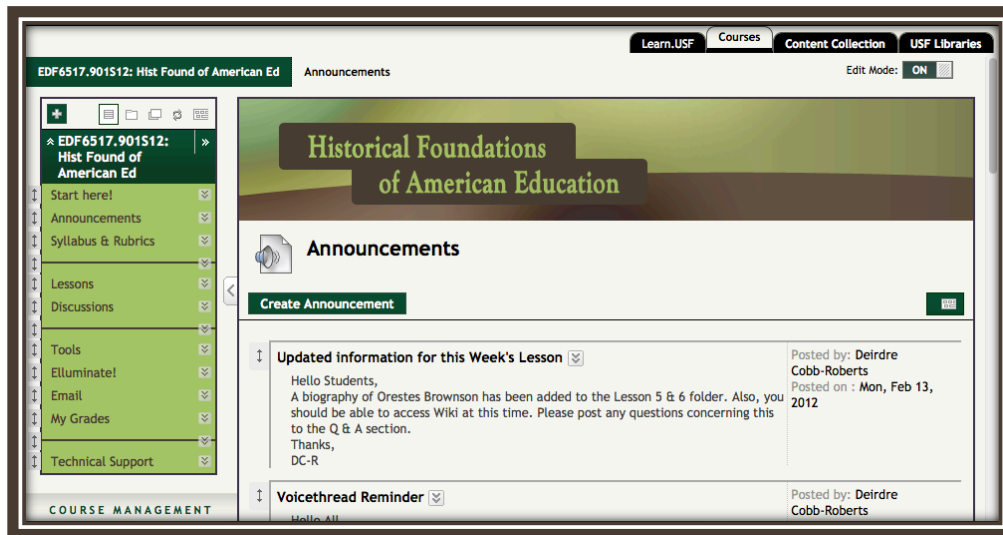 Learn.USF
Courses
Content Collection
USF Libraries
EDF6517.901S12: Hist Found of American Ed
Announcements
Edit Mode:
ON
EDF6517.901S12:
Hist Found of
American Ed
Start here!
Announcements
Syllabus & Rubrics
Lessons
Discussions
Tools
Elluminate!
Email
My Grades
Technical Support
COURSE MANAGEMENT
Historical Foundations
of American Education
Announcements
Create Announcement
Updated information for this Week's Lesson
Hello Students,
A biography of Orestes Brownson has been added to the Lesson 5 & 6 folder. Also, you
should be able to access Wiki at this time. Please post any questions concerning this
to the Q & A section.
Thanks,
DC-R
Posted by: Deirdre
Cobb-Roberts
Posted on : Mon, Feb 13,
2012
Voicethread Reminder
Hello All
Posted by: Deirdre
Cobb-Roberts